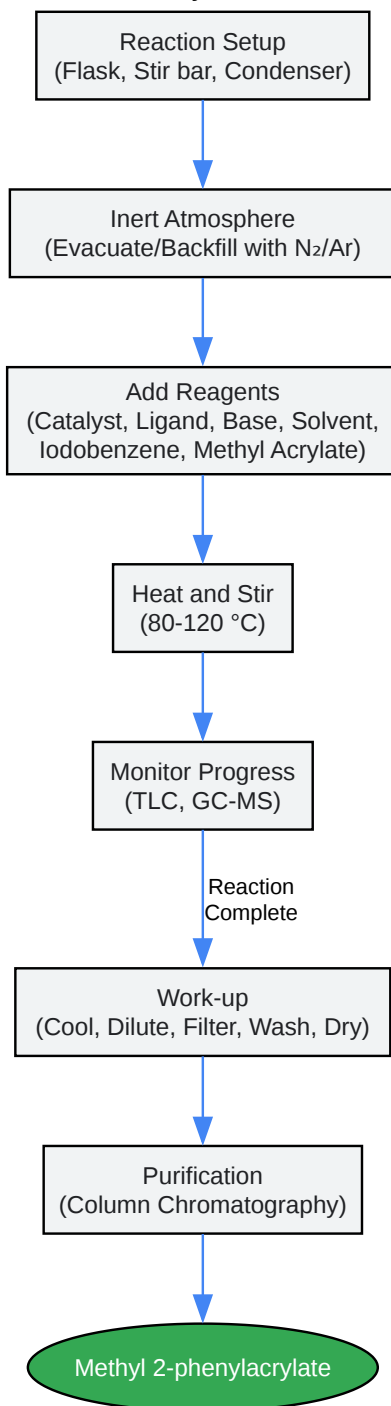 Reaction Setup
(Flask, Stir bar, Condenser)
Inert Atmosphere
(Evacuate/Backfill with N₂/Ar)
Add Reagents
(Catalyst, Ligand, Base, Solvent,
Iodobenzene, Methyl Acrylate)
Heat and Stir
(80-120 °C)
Monitor Progress
(TLC, GC-MS)
Reaction
Complete
Work-up
(Cool, Dilute, Filter, Wash, Dry)
Purification
(Column Chromatography)
Methyl 2-phenylacrylate